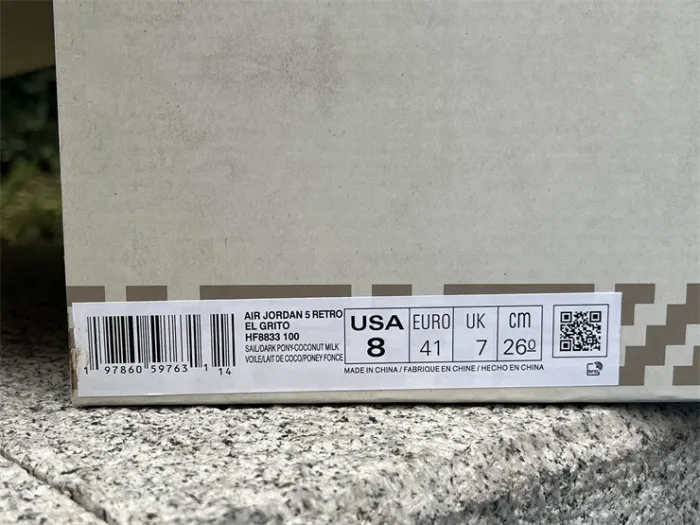 AIR JORDAN 5 RETRO
EL GRITO
HF8833 100
SAIL/DARK PONY-COCONUT MILK
VOILE/LAIT DE COCO/PONEY FONCE
1 97860 59763 1 14
USA EURO UK cm
8 41 7 26⁰
MADE IN CHINA / FABRIQUE EN CHINE / HECHO EN CHINA